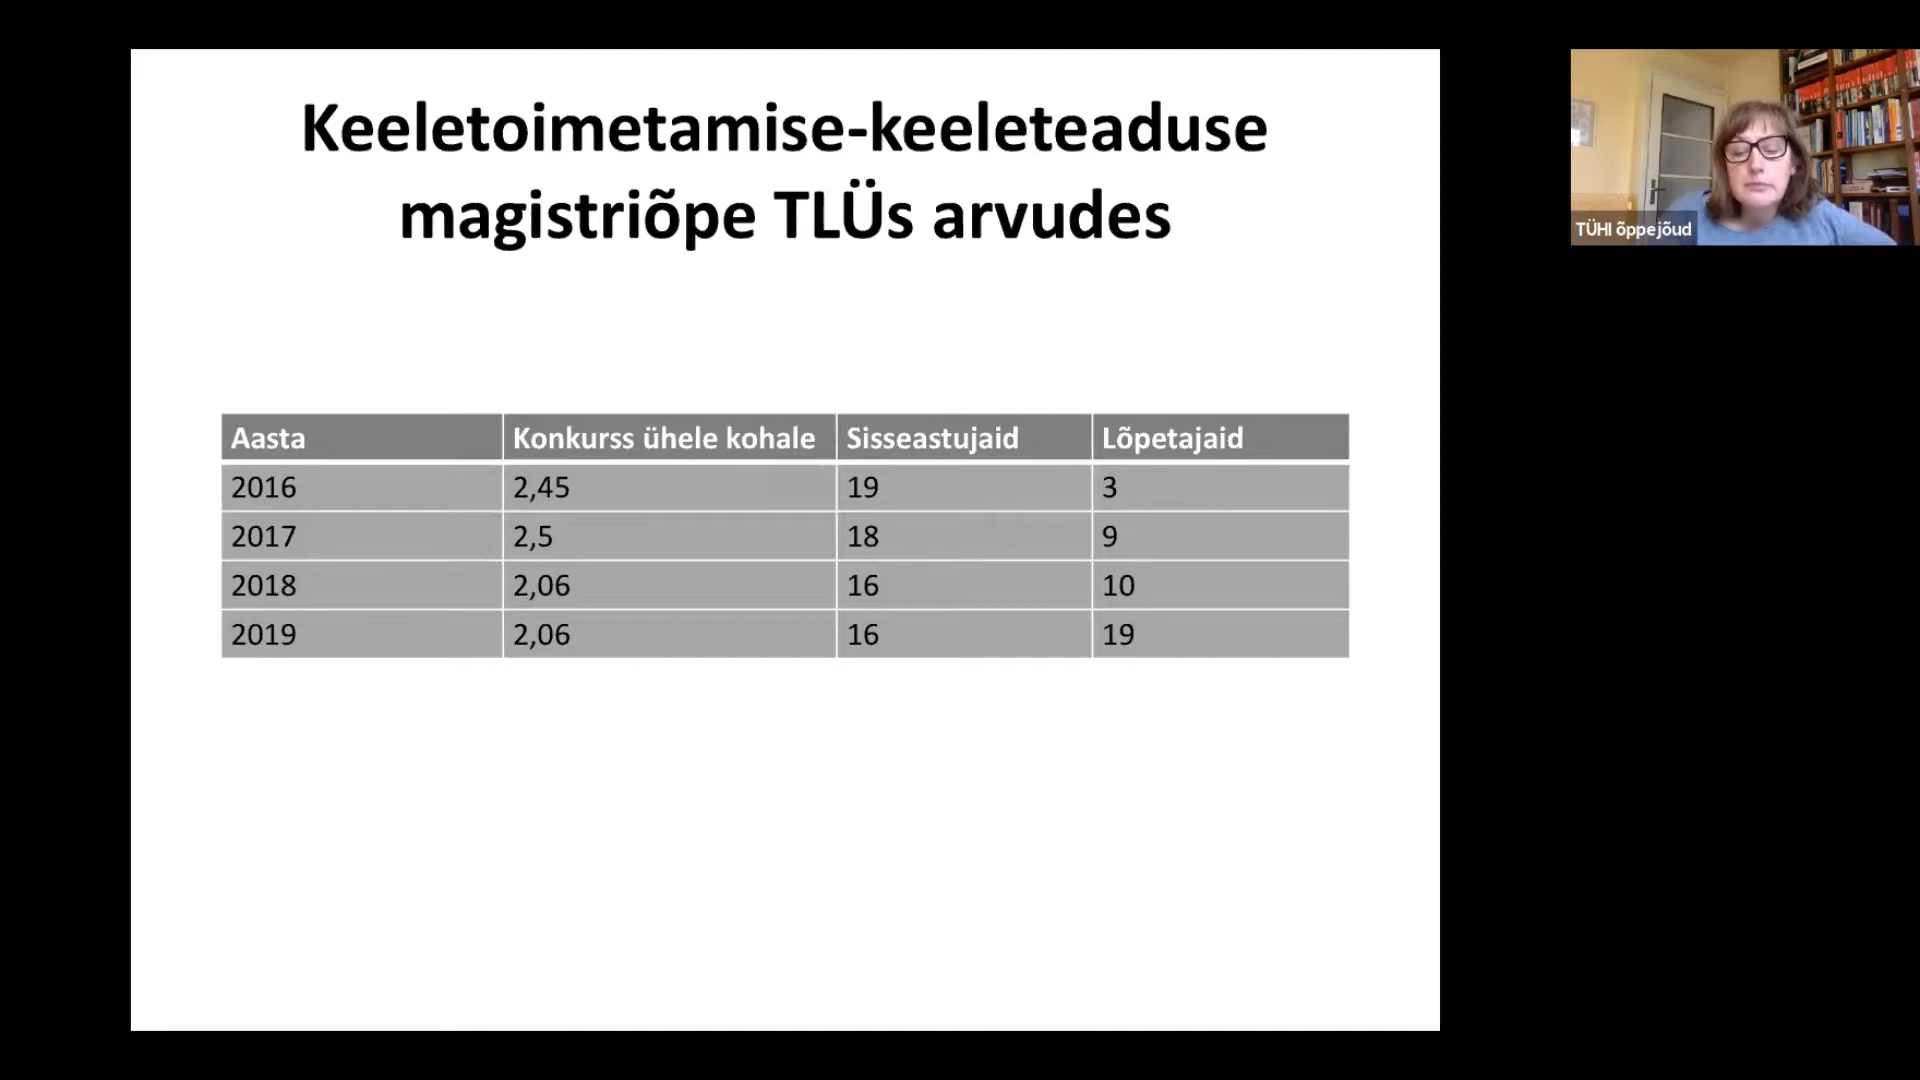 Keeletoimetamise-keeleteaduse
magistriõpe TLÜs arvudes
Aasta Konkurss ühele kohale Sisseastujaid Lõpetajaid
2016 2,45 19 3
2017 2,5 18 9
2018 2,06 16 10
2019 2,06 16 19
TÜHI õppejõud